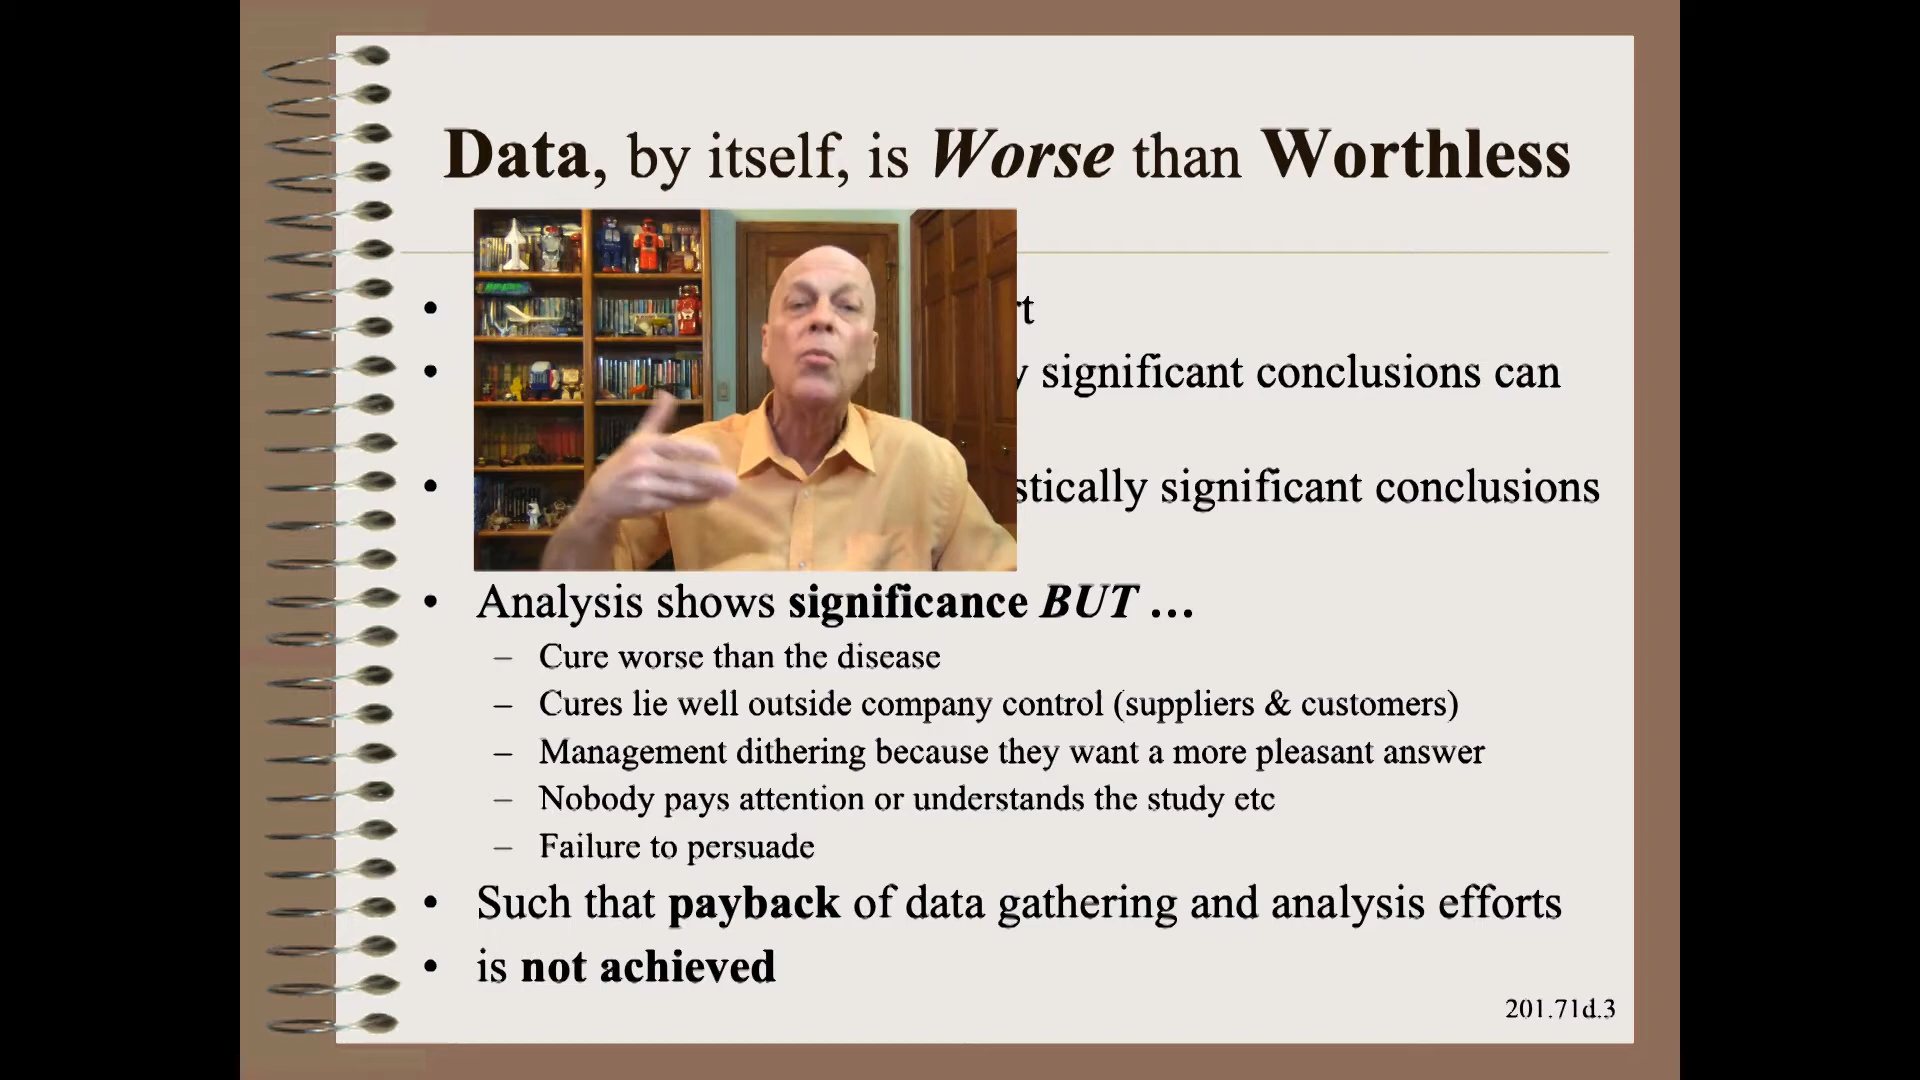 Data, by itself, is Worse than Worthless
significant conclusions can
significant conclusions
Analysis shows significance BUT …
– Cure worse than the disease
– Cures lie well outside company control (suppliers & customers)
– Management dithering because they want a more pleasant answer
– Nobody pays attention or understands the study etc
– Failure to persuade
• Such that payback of data gathering and analysis efforts
• is not achieved
201.71d.3